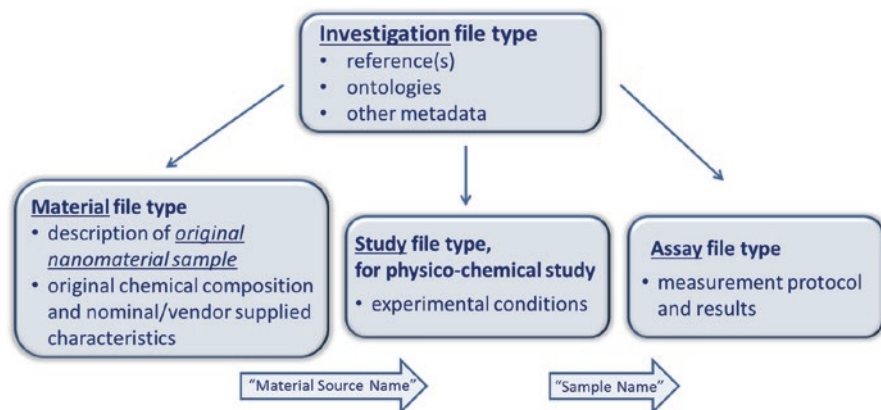 Investigation file type
• reference(s)
• ontologies
• other metadata
Material file type
• description of original
nanomaterial sample
• original chemical composition
and nominal/vendor supplied
characteristics
Study file type,
for physico-chemical study
• experimental conditions
Assay file type
• measurement protocol
and results
"Material Source Name"
"Sample Name"